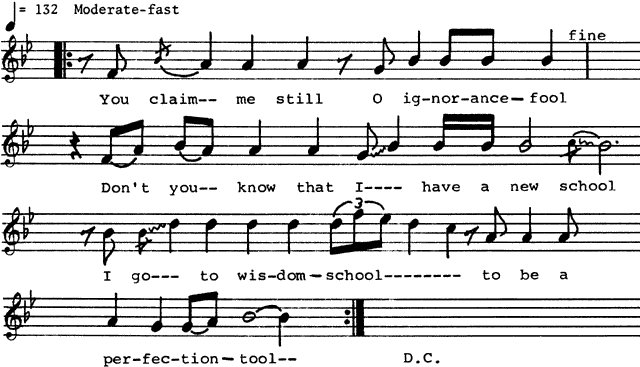 = 132 Moderate-fast
fine
You claim-- me still O ig-nor-ance-fool
Don't you-- know that I---- have a new school
3
I go--- to wis-dom-school-------- to be a
per-fec-tion-tool-- D.C.